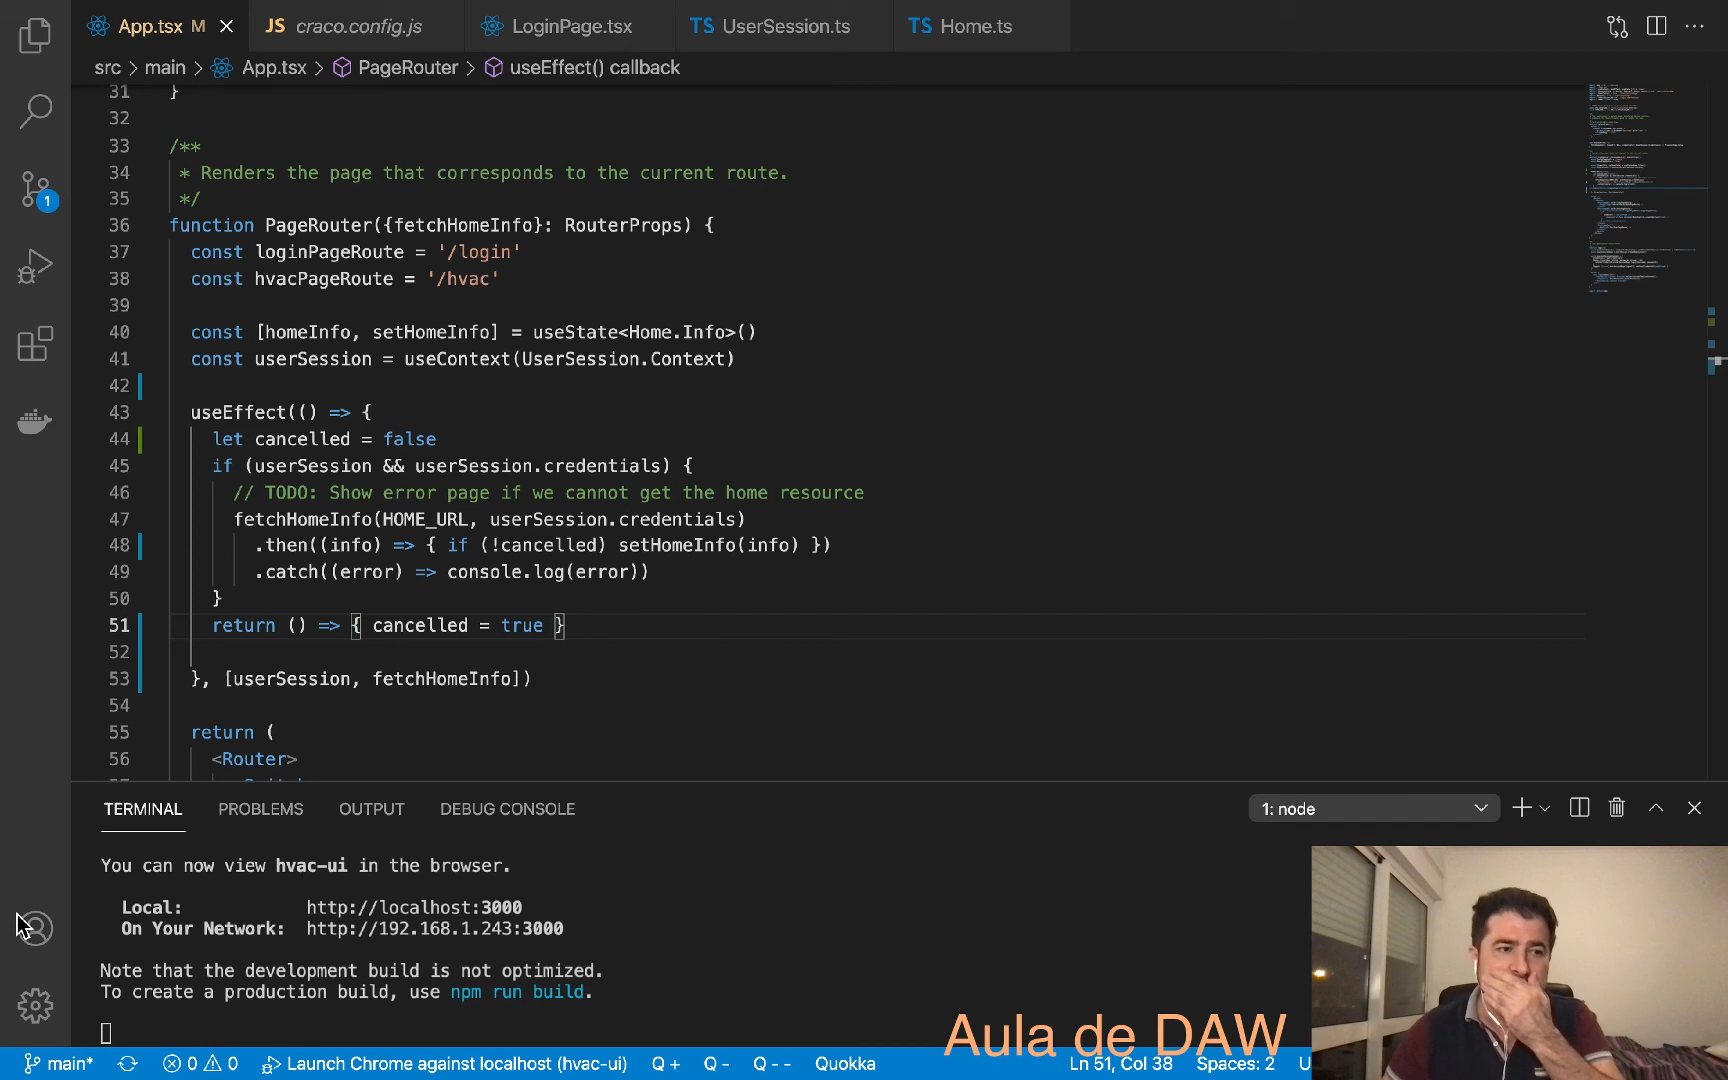 App.tsx M
JS craco.config.js
LoginPage.tsx
TS UserSession.ts
TS Home.ts
src > main > App.tsx > PageRouter > useEffect() callback
31 }
32
33 /**
34 * Renders the page that corresponds to the current route.
35 */
36 function PageRouter({fetchHomeInfo}: RouterProps) {
37 const loginPageRoute = '/login'
38 const hvacPageRoute = '/hvac'
39
40 const [homeInfo, setHomeInfo] = useState<Home.Info>()
41 const userSession = useContext(UserSession.Context)
42
43 useEffect(() => {
44 let cancelled = false
45 if (userSession && userSession.credentials) {
46 // TODO: Show error page if we cannot get the home resource
47 fetchHomeInfo(HOME_URL, userSession.credentials)
48 .then((info) => { if (!cancelled) setHomeInfo(info) })
49 .catch((error) => console.log(error))
50 }
51 return () => { cancelled = true }
52
53 }, [userSession, fetchHomeInfo])
54
55 return (
56 <Router>
1
TERMINAL PROBLEMS OUTPUT DEBUG CONSOLE
1: node
You can now view hvac-ui in the browser.
Local: http://localhost:3000
On Your Network: http://192.168.1.243:3000
Note that the development build is not optimized.
To create a production build, use npm run build.
Aula de DAW
main* 0 0 Launch Chrome against localhost (hvac-ui) Q + Q - Q - - Quokka Ln 51, Col 38 Spaces: 2